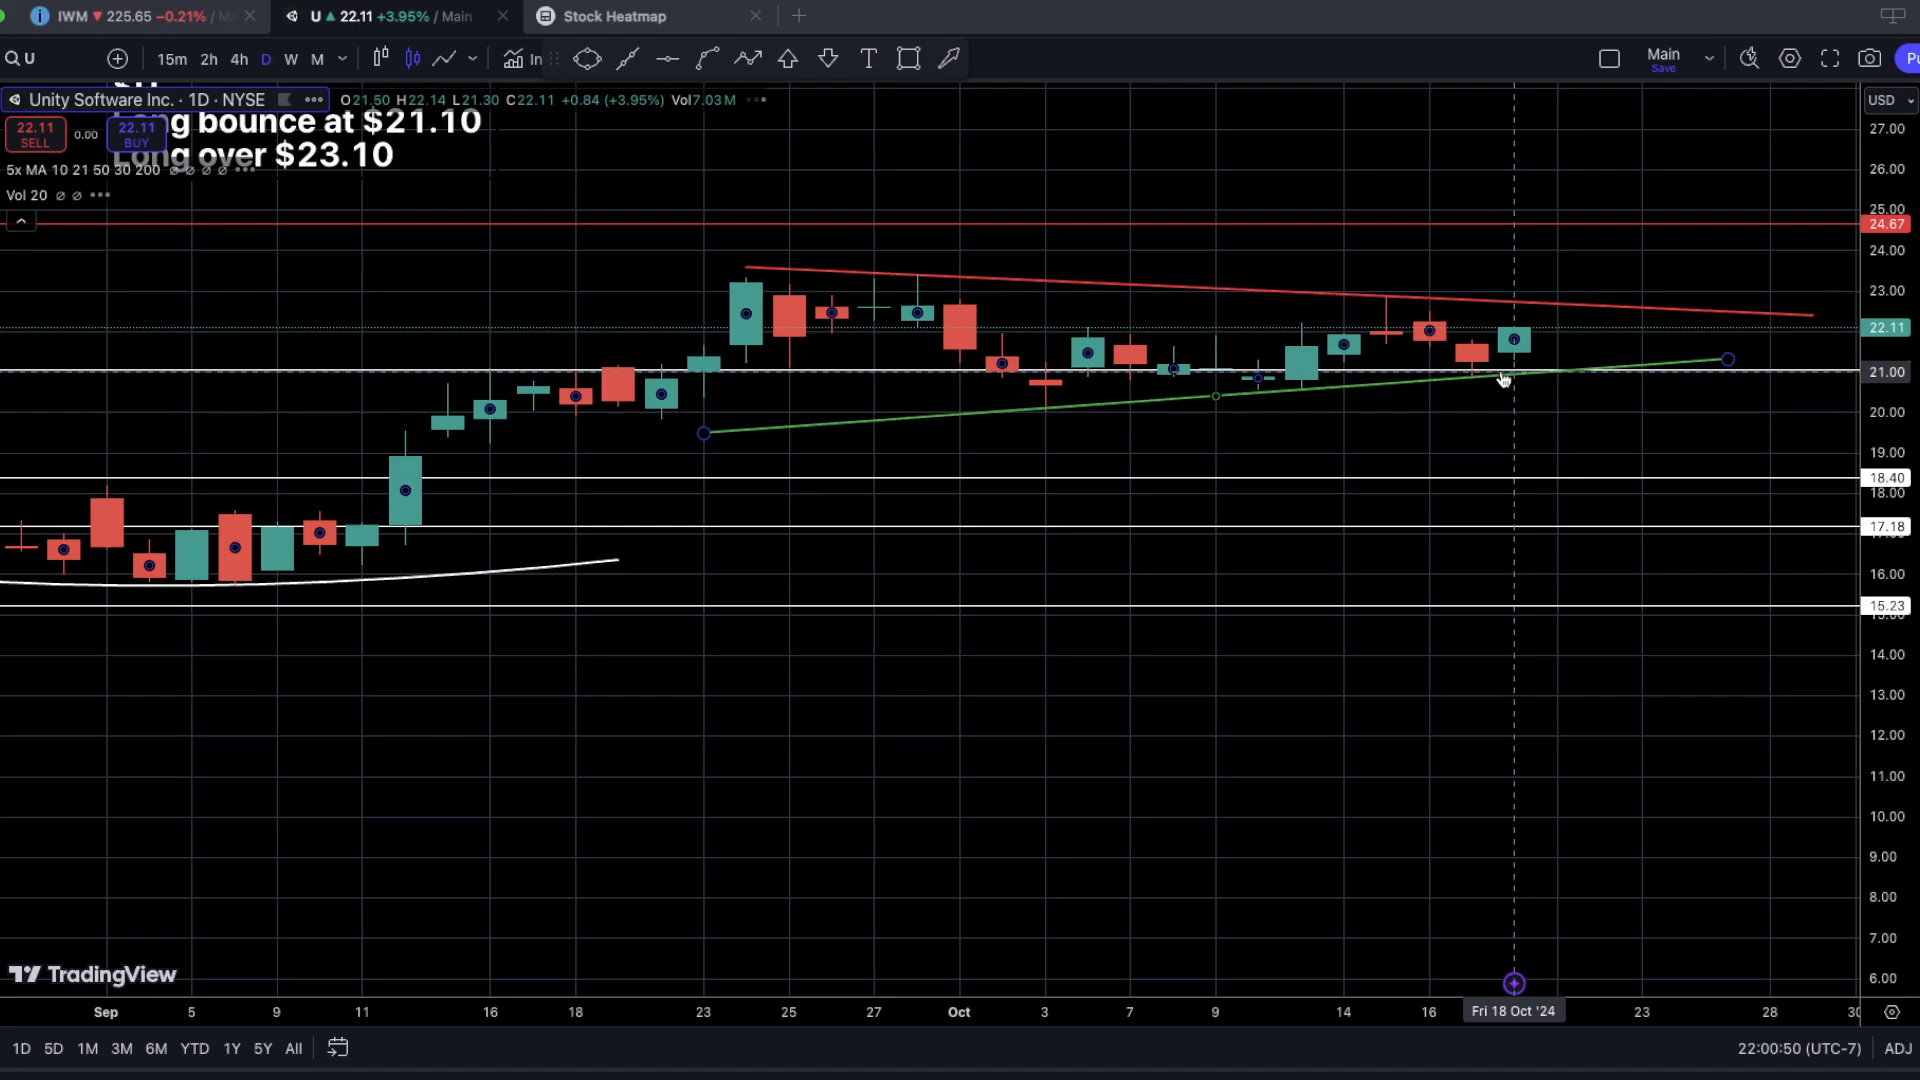 IWM ▼ 225.65 −0.21% /
U ▲ 22.11 +3.95% / Main
Stock Heatmap
U
15m 2h 4h D W M
Main
Save
Unity Software Inc. · 1D · NYSE
O21.50 H22.14 L21.30 C22.11 +0.84 (+3.95%) Vol7.03M
Long bounce at $21.10
Long over $23.10
22.11
SELL
0.00
22.11
BUY
5x MA 10 21 50 30 200 ∅ ∅ ∅ ∅
Vol 20 ∅ ∅
USD
27.00
26.00
25.00
24.67
24.00
23.00
22.11
21.00
20.00
19.00
18.40
18.00
17.18
16.00
15.23
15.00
14.00
13.00
12.00
11.00
10.00
9.00
8.00
7.00
6.00
TradingView
Sep 5 9 11 16 18 23 25 27 Oct 3 7 9 14 16 Fri 18 Oct '24 23 28
1D 5D 1M 3M 6M YTD 1Y 5Y All
22:00:50 (UTC-7) ADJ